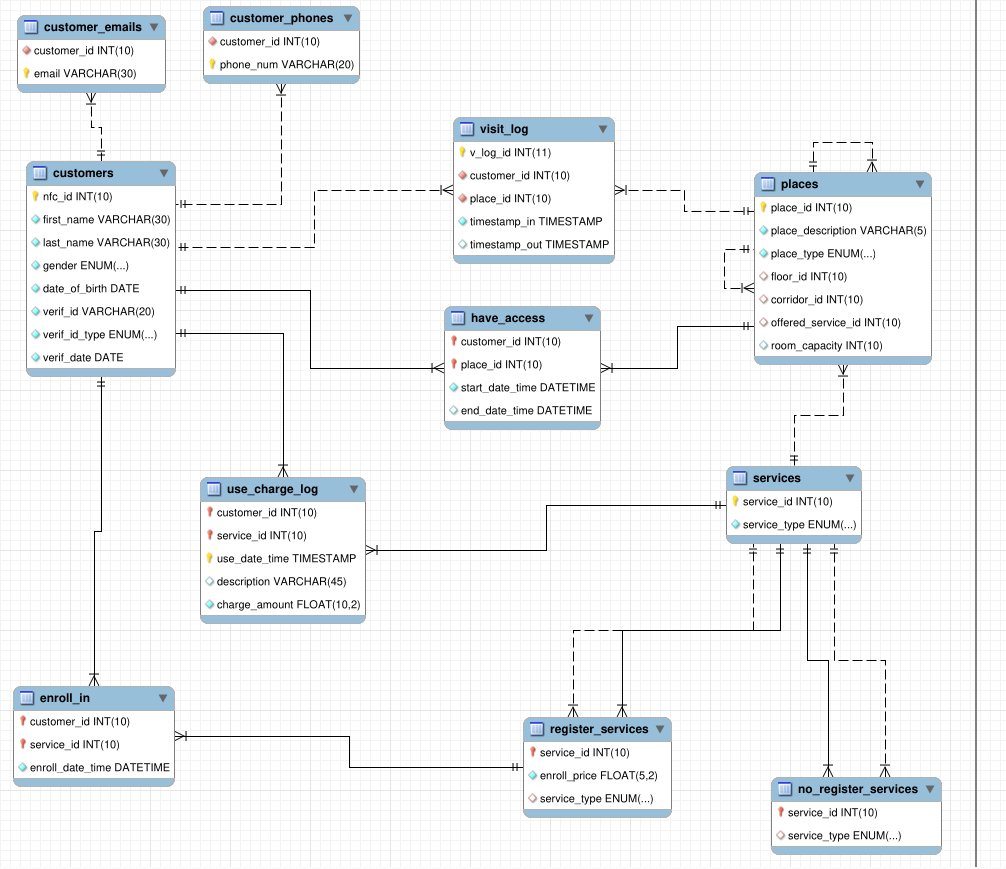 customer_emails
customer_id INT(10)
email VARCHAR(30)
customer_phones
customer_id INT(10)
phone_num VARCHAR(20)
visit_log
v_log_id INT(11)
customer_id INT(10)
place_id INT(10)
timestamp_in TIMESTAMP
timestamp_out TIMESTAMP
customers
nfc_id INT(10)
first_name VARCHAR(30)
last_name VARCHAR(30)
gender ENUM(...)
date_of_birth DATE
verif_id VARCHAR(20)
verif_id_type ENUM(...)
verif_date DATE
places
place_id INT(10)
place_description VARCHAR(5)
place_type ENUM(...)
floor_id INT(10)
corridor_id INT(10)
offered_service_id INT(10)
room_capacity INT(10)
have_access
customer_id INT(10)
place_id INT(10)
start_date_time DATETIME
end_date_time DATETIME
use_charge_log
customer_id INT(10)
service_id INT(10)
use_date_time TIMESTAMP
description VARCHAR(45)
charge_amount FLOAT(10,2)
services
service_id INT(10)
service_type ENUM(...)
enroll_in
customer_id INT(10)
service_id INT(10)
enroll_date_time DATETIME
register_services
service_id INT(10)
enroll_price FLOAT(5,2)
service_type ENUM(...)
no_register_services
service_id INT(10)
service_type ENUM(...)